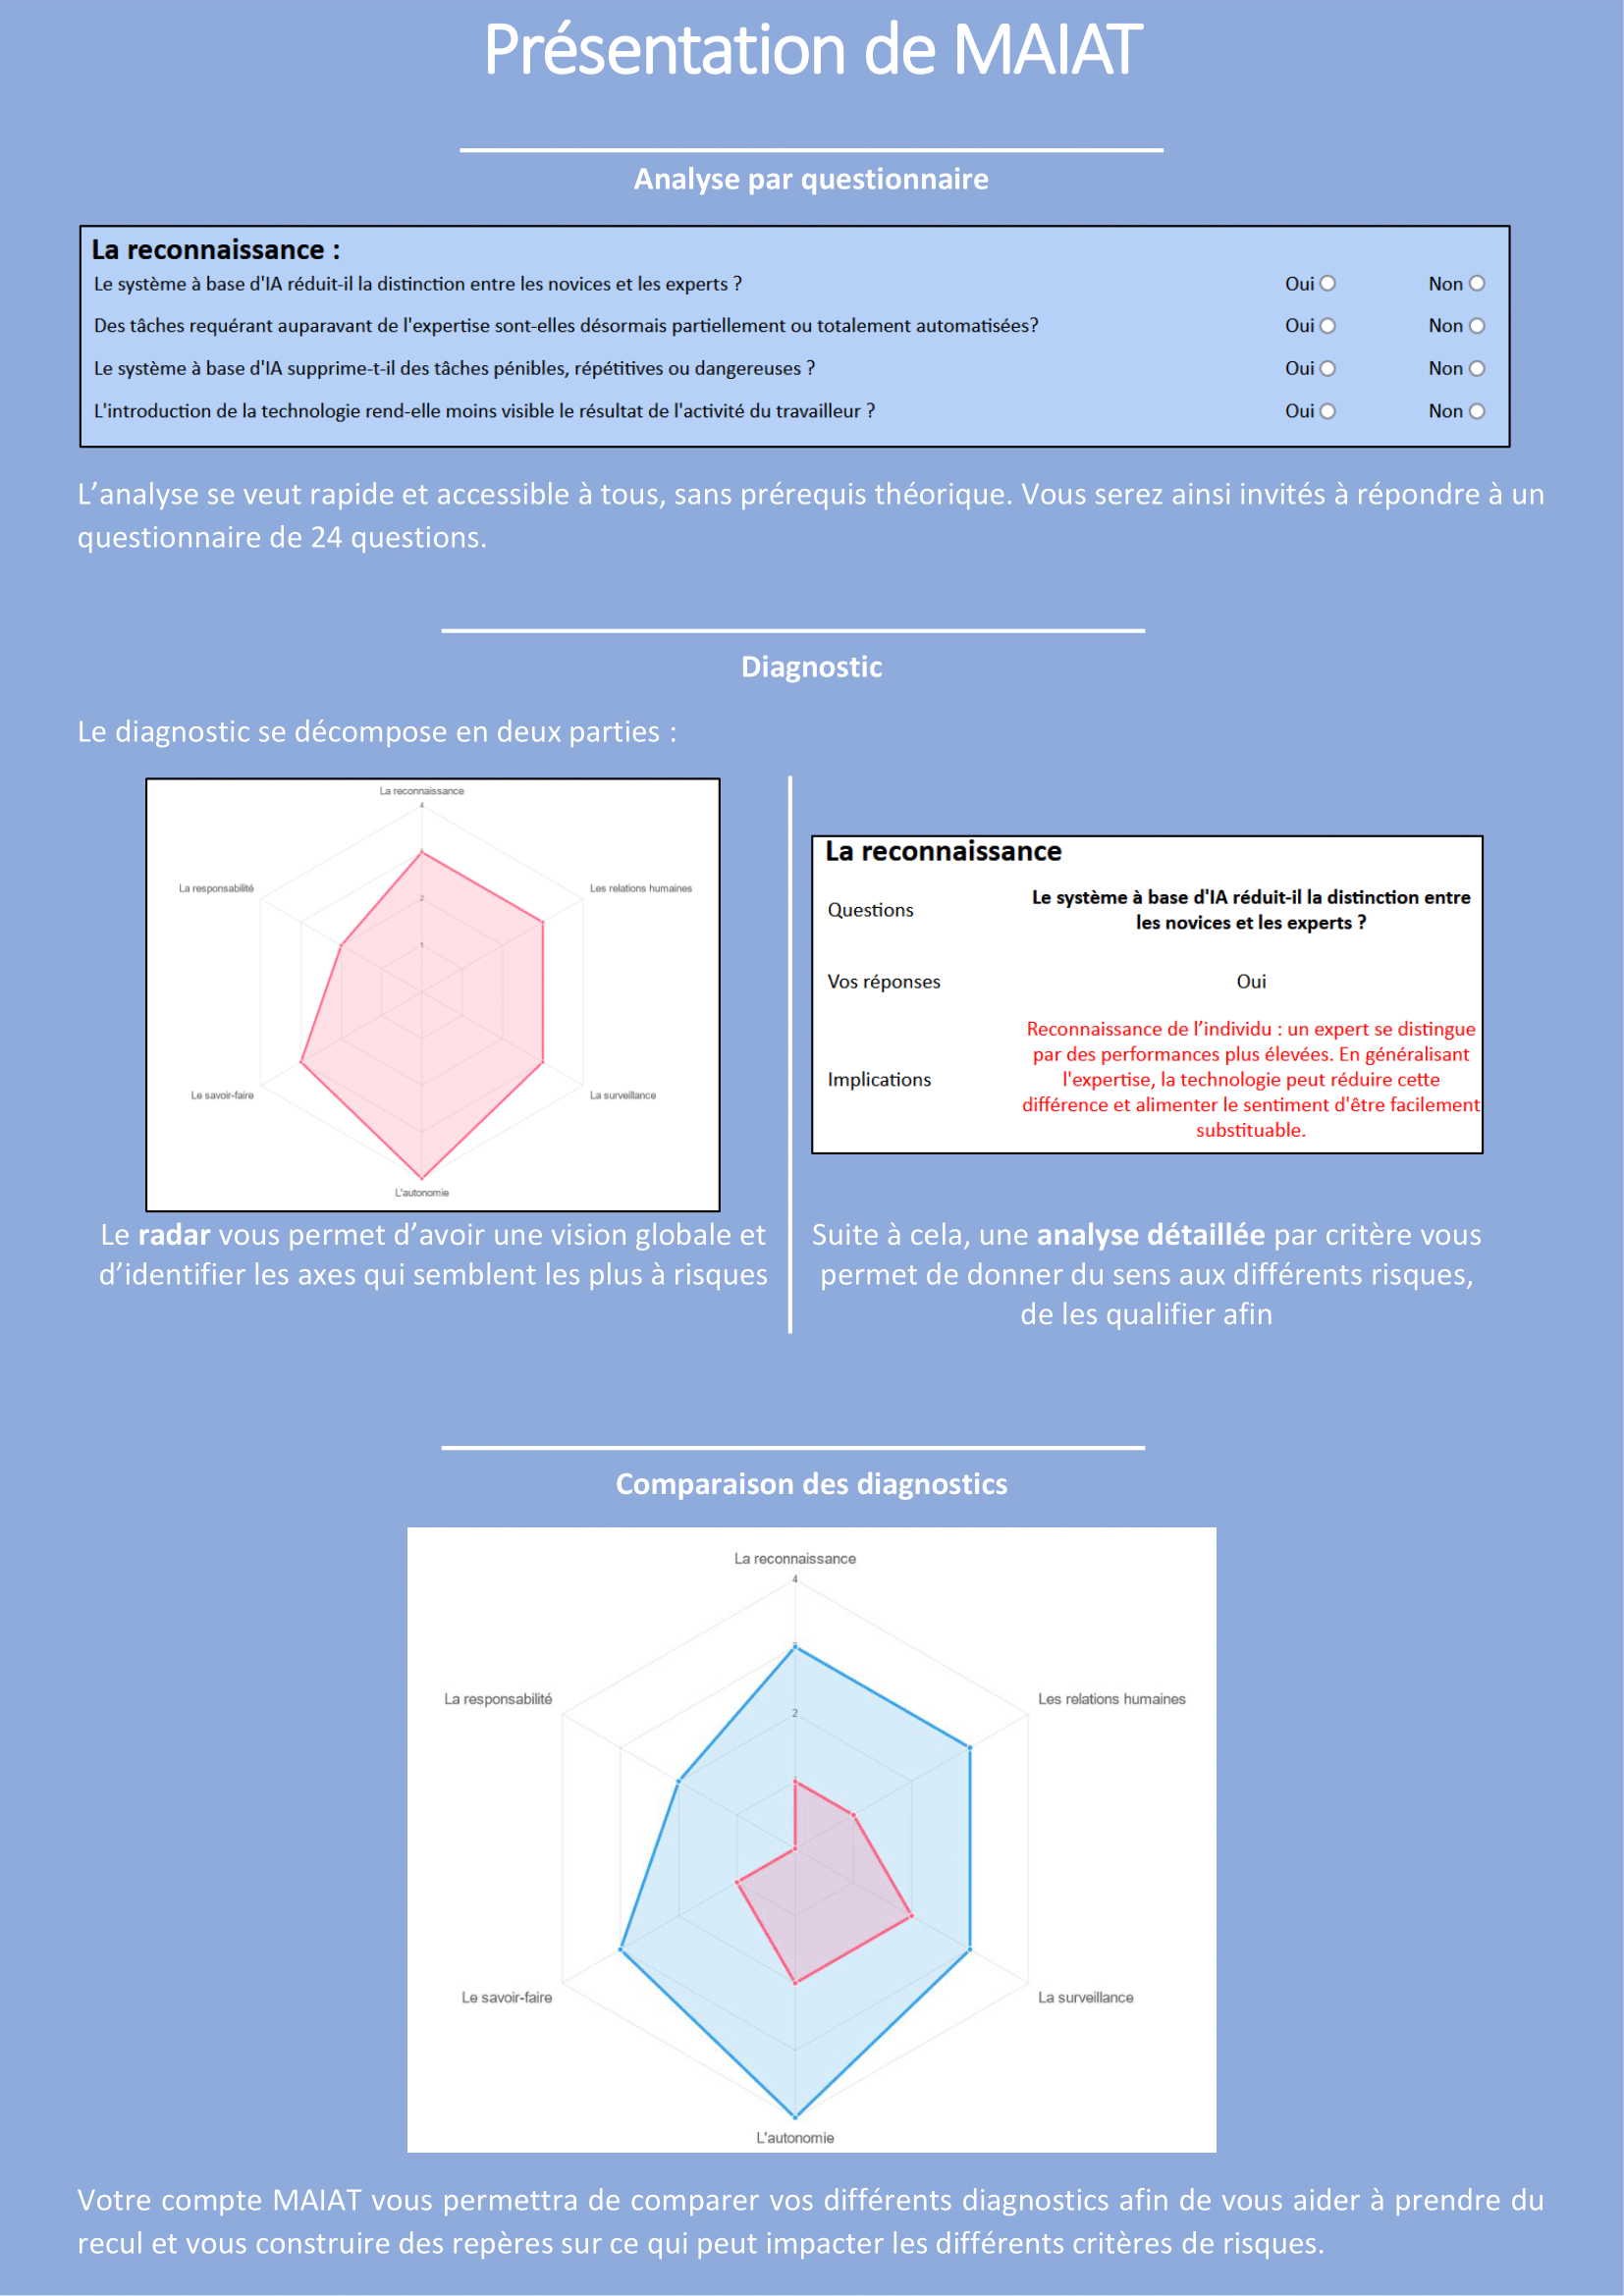 Présentation de MAIAT
Analyse par questionnaire
La reconnaissance :
Le système à base d'IA réduit-il la distinction entre les novices et les experts ? Oui Non
Des tâches requérant auparavant de l'expertise sont-elles désormais partiellement ou totalement automatisées? Oui Non
Le système à base d'IA supprime-t-il des tâches pénibles, répétitives ou dangereuses ? Oui Non
L'introduction de la technologie rend-elle moins visible le résultat de l'activité du travailleur ? Oui Non
L’analyse se veut rapide et accessible à tous, sans prérequis théorique. Vous serez ainsi invités à répondre à un
questionnaire de 24 questions.
Diagnostic
Le diagnostic se décompose en deux parties :
La reconnaissance
4
La responsabilité
Les relations humaines
2
1
Le savoir-faire
La surveillance
L'autonomie
Le radar vous permet d’avoir une vision globale et
d’identifier les axes qui semblent les plus à risques
La reconnaissance
Questions
Le système à base d'IA réduit-il la distinction entre
les novices et les experts ?
Vos réponses
Oui
Implications
Reconnaissance de l’individu : un expert se distingue
par des performances plus élevées. En généralisant
l'expertise, la technologie peut réduire cette
différence et alimenter le sentiment d'être facilement
substituable.
Suite à cela, une analyse détaillée par critère vous
permet de donner du sens aux différents risques,
de les qualifier afin
Comparaison des diagnostics
La reconnaissance
4
La responsabilité
Les relations humaines
2
Le savoir-faire
La surveillance
L'autonomie
Votre compte MAIAT vous permettra de comparer vos différents diagnostics afin de vous aider à prendre du
recul et vous construire des repères sur ce qui peut impacter les différents critères de risques.